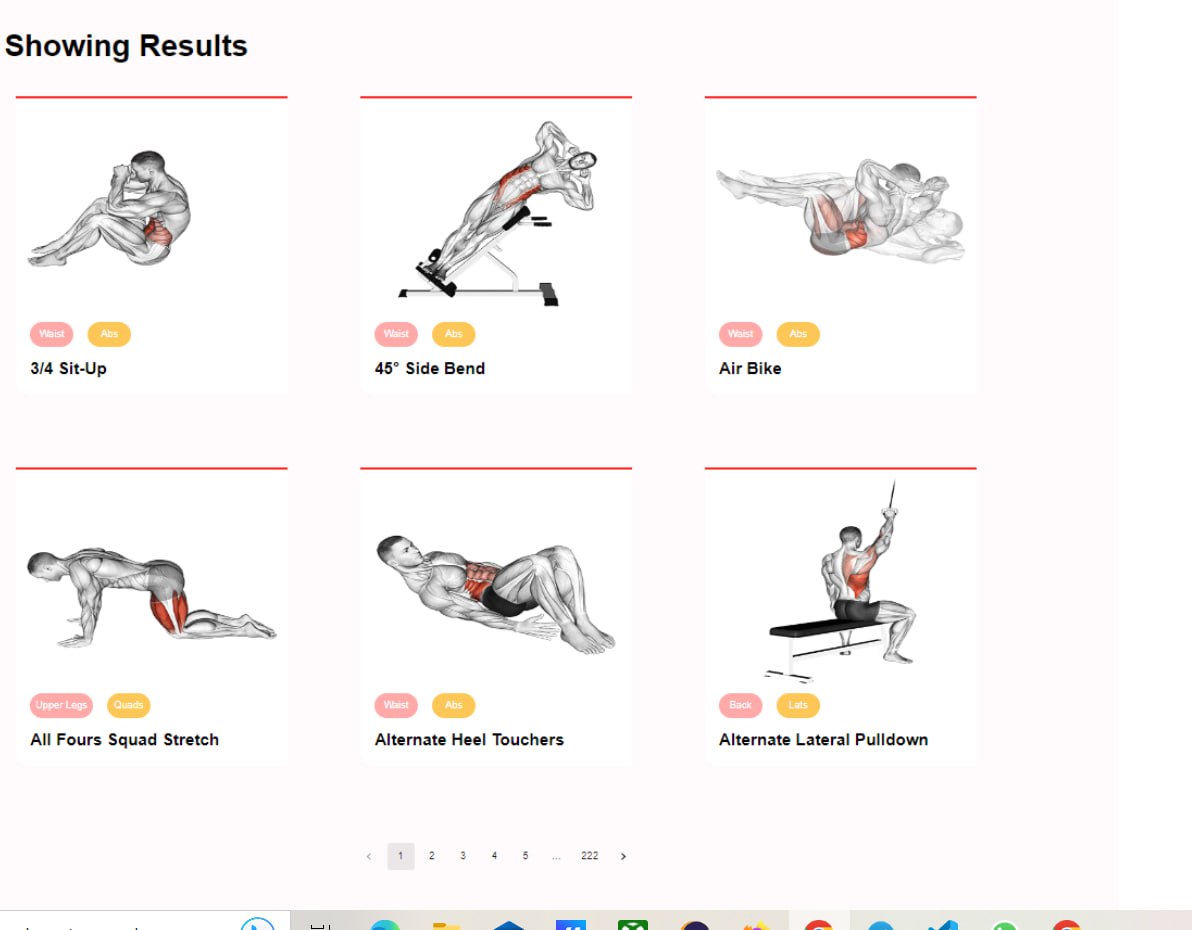 Showing Results
Waist Abs
3/4 Sit-Up
Waist Abs
45° Side Bend
Waist Abs
Air Bike
Upper Legs Quads
All Fours Squad Stretch
Waist Abs
Alternate Heel Touchers
Back Lats
Alternate Lateral Pulldown
‹ 1 2 3 4 5 ... 222 ›